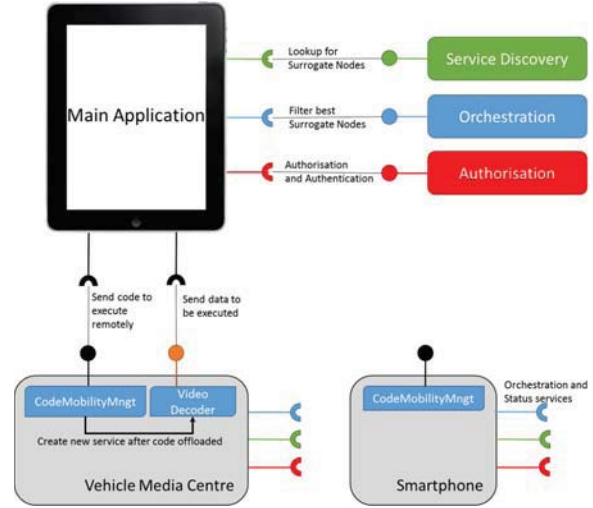 Lookup for
Surrogate Nodes
Service Discovery
Main Application
Filter best
Surrogate Nodes
Orchestration
Authorisation
and Authentication
Authorisation
Send code to
execute
remotely
Send data to
be executed
CodeMobilityMngt
Video
Decoder
Create new service after code offloaded
Vehicle Media Centre
CodeMobilityMngt
Orchestration and
Status services
Smartphone